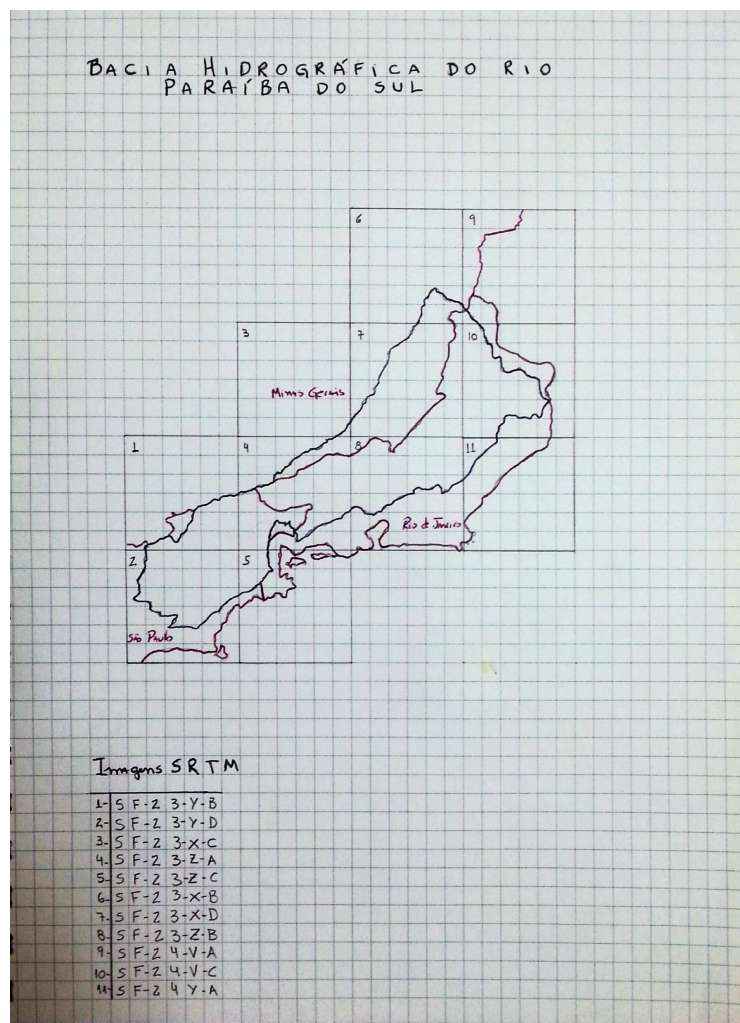 BACIA HIDROGRÁFICA DO RIO
PARAÍBA DO SUL
6
9
3
7
10
Minas Gerais
1
4
8
11
Rio de Janeiro
2
5
São Paulo
Imagens SRTM
1- SF-23-Y-B
2- SF-23-Y-D
3- SF-23-X-C
4- SF-23-Z-A
5- SF-23-Z-C
6- SF-23-X-B
7- SF-23-X-D
8- SF-23-Z-B
9- SF-24-V-A
10- SF-24-V-C
11- SF-24 Y-A